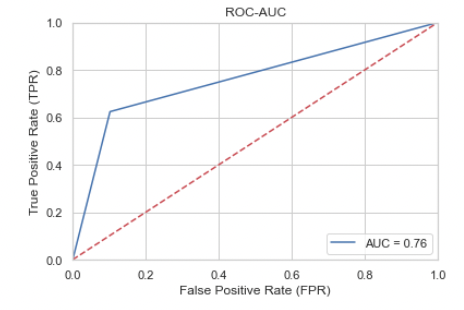 ROC-AUC
1.0
0.8
0.6
0.4
0.2
0.0
True Positive Rate (TPR)
AUC = 0.76
0.0 0.2 0.4 0.6 0.8 1.0
False Positive Rate (FPR)